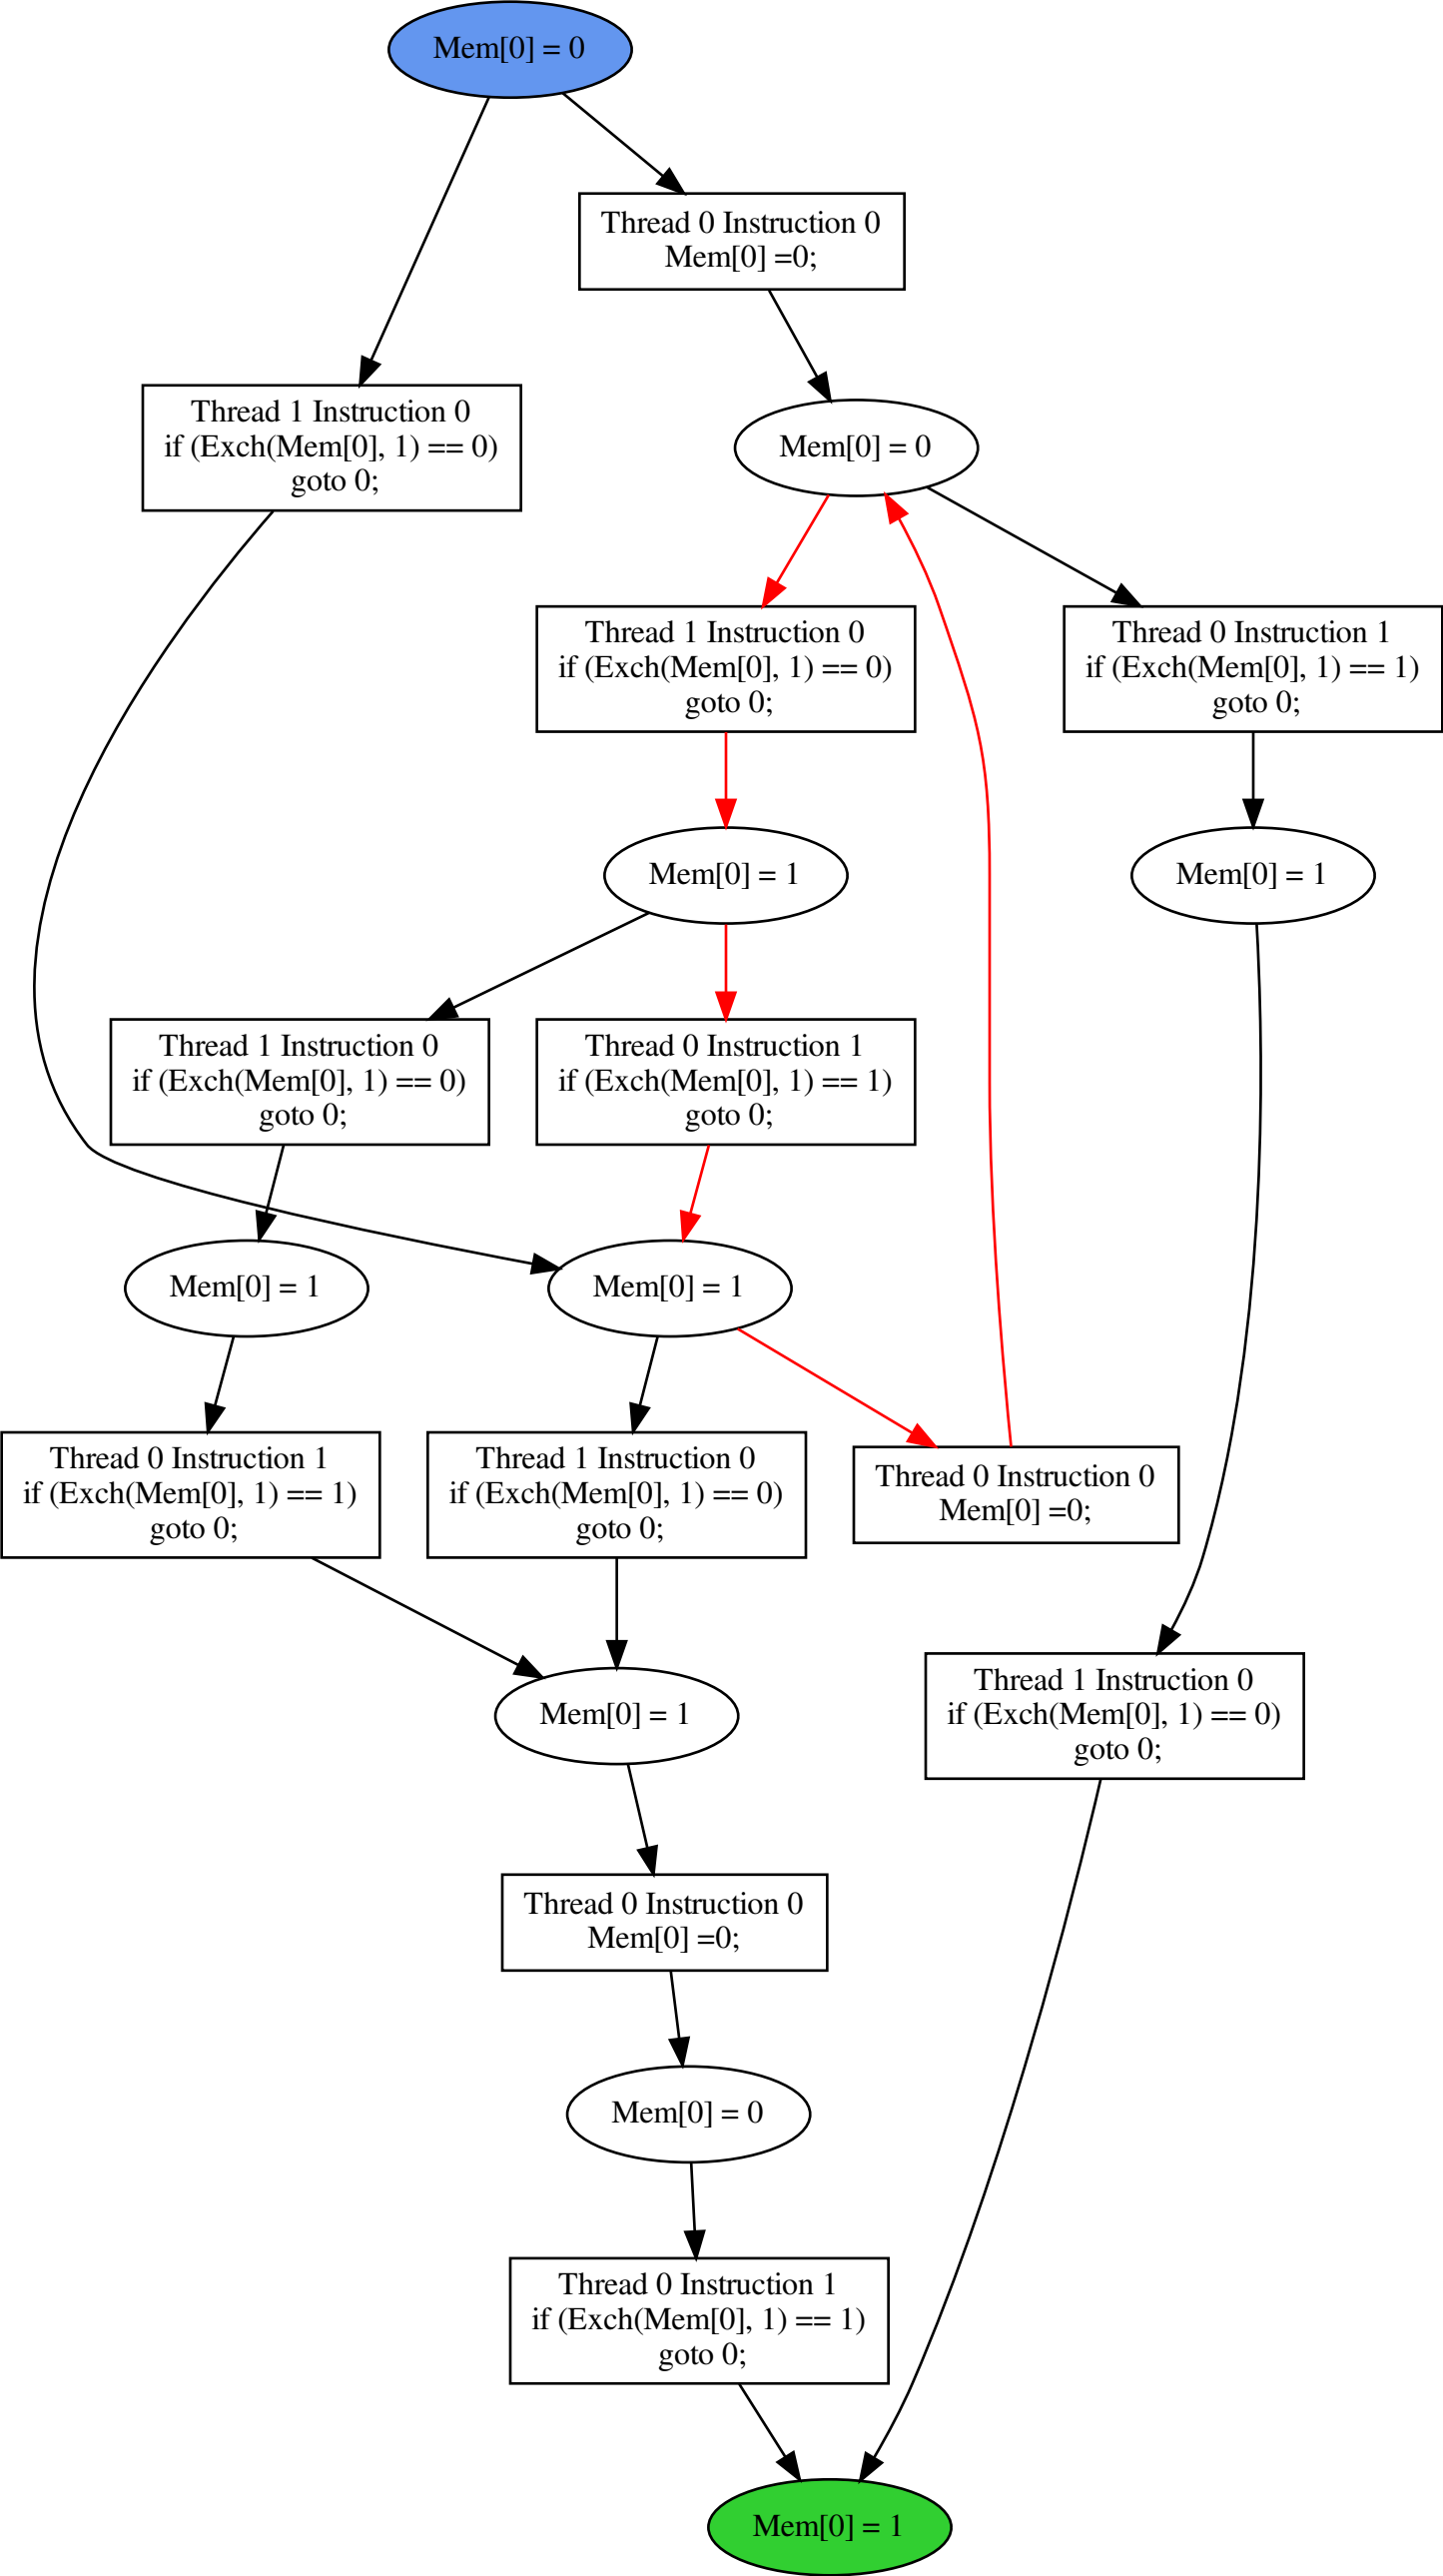 Mem[0] = 0
Thread 0 Instruction 0
Mem[0] =0;
Thread 1 Instruction 0
if (Exch(Mem[0], 1) == 0)
goto 0;
Mem[0] = 0
Thread 1 Instruction 0
if (Exch(Mem[0], 1) == 0)
goto 0;
Thread 0 Instruction 1
if (Exch(Mem[0], 1) == 1)
goto 0;
Mem[0] = 1
Mem[0] = 1
Thread 1 Instruction 0
if (Exch(Mem[0], 1) == 0)
goto 0;
Thread 0 Instruction 1
if (Exch(Mem[0], 1) == 1)
goto 0;
Mem[0] = 1
Mem[0] = 1
Thread 0 Instruction 1
if (Exch(Mem[0], 1) == 1)
goto 0;
Thread 1 Instruction 0
if (Exch(Mem[0], 1) == 0)
goto 0;
Thread 0 Instruction 0
Mem[0] =0;
Mem[0] = 1
Thread 1 Instruction 0
if (Exch(Mem[0], 1) == 0)
goto 0;
Thread 0 Instruction 0
Mem[0] =0;
Mem[0] = 0
Thread 0 Instruction 1
if (Exch(Mem[0], 1) == 1)
goto 0;
Mem[0] = 1